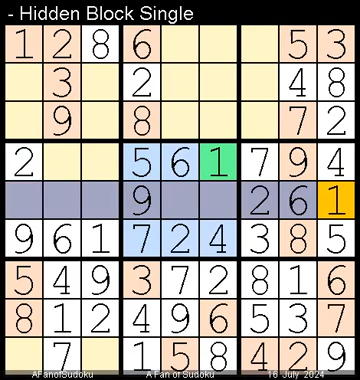 - Hidden Block Single
1 2 8 6 5 3
3 2 4 8
9 8 7 2
2 5 6 1 7 9 4
9 2 6 1
9 6 1 7 2 4 3 8 5
5 4 9 3 7 2 8 1 6
8 1 2 4 9 6 5 3 7
7 1 5 8 4 2 9
AFanofSudoku A Fan of Sudoku 16 July 2024